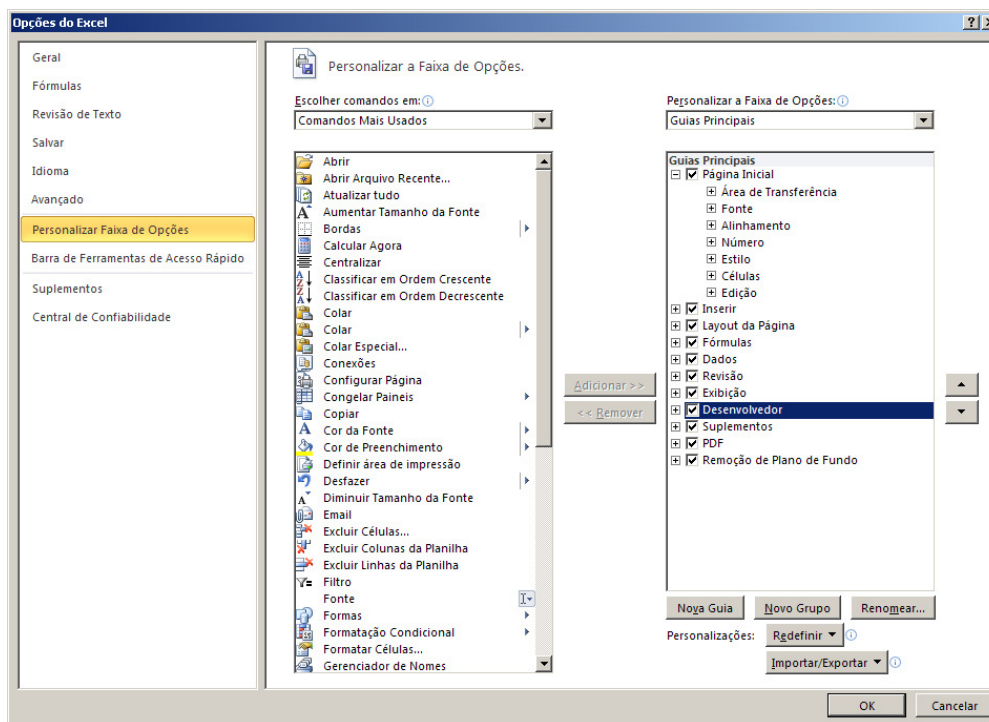 Opções do Excel
Geral
Fórmulas
Revisão de Texto
Salvar
Idioma
Avançado
Personalizar Faixa de Opções
Barra de Ferramentas de Acesso Rápido
Suplementos
Central de Confiabilidade
Personalizar a Faixa de Opções.
Escolher comandos em:
Comandos Mais Usados
Abrir
Abrir Arquivo Recente...
Atualizar tudo
Aumentar Tamanho da Fonte
Bordas
Calcular Agora
Centralizar
Classificar em Ordem Crescente
Classificar em Ordem Decrescente
Colar
Colar
Colar Especial...
Conexões
Configurar Página
Congelar Paineis
Copiar
Cor da Fonte
Cor de Preenchimento
Definir área de impressão
Desfazer
Diminuir Tamanho da Fonte
Email
Excluir Células...
Excluir Colunas da Planilha
Excluir Linhas da Planilha
Filtro
Fonte
Formas
Formatação Condicional
Formatar Células...
Gerenciador de Nomes
Adicionar >>
<< Remover
Personalizar a Faixa de Opções:
Guias Principais
Guias Principais
Página Inicial
Área de Transferência
Fonte
Alinhamento
Número
Estilo
Células
Edição
Inserir
Layout da Página
Fórmulas
Dados
Revisão
Exibição
Desenvolvedor
Suplementos
PDF
Remoção de Plano de Fundo
Nova Guia
Novo Grupo
Renomear...
Personalizações:
Redefinir
Importar/Exportar
OK
Cancelar